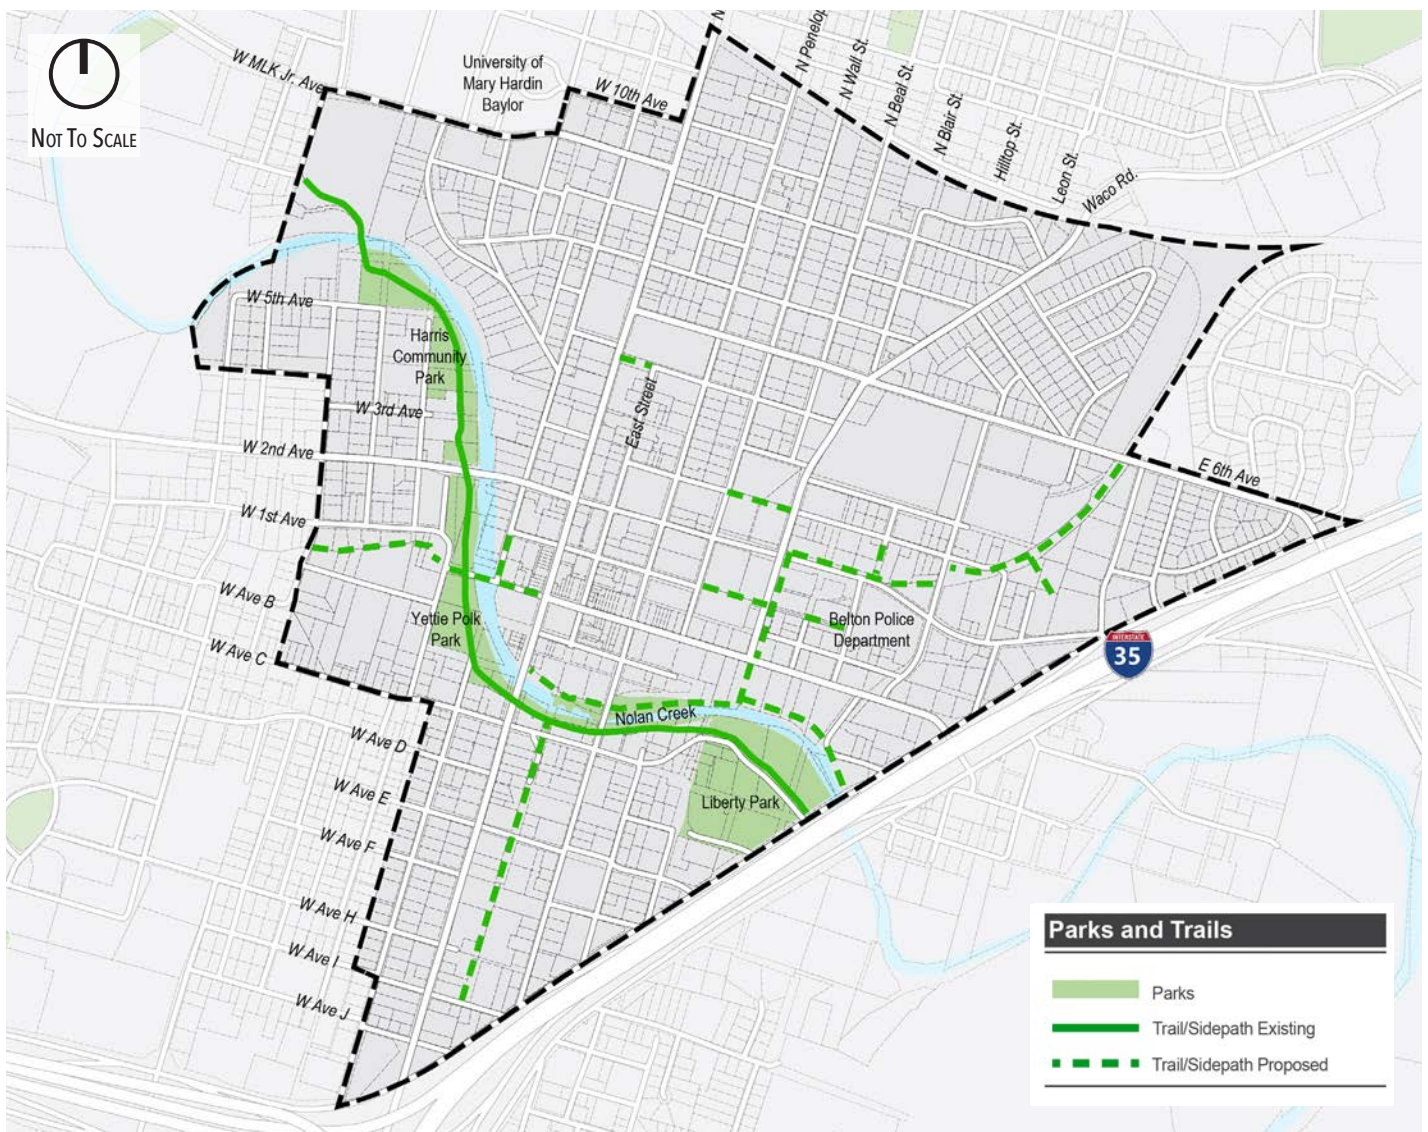 NOT TO SCALE
W MLK Jr. Ave
University of
Mary Hardin
Baylor
W 10th Ave
N
N Penelop
N Wall St.
N Beal St.
N Blair St.
Hilltop St.
Leon St.
Waco Rd.
W 5th Ave
Harris
Community
Park
W 3rd Ave
East Street
W 2nd Ave
E 6th Ave
W 1st Ave
W Ave B
Yettie Polk
Park
Belton Police
Department
INTERSTATE
35
W Ave C
Nolan Creek
W Ave D
W Ave E
Liberty Park
W Ave F
W Ave H
W Ave I
W Ave J
Parks and Trails
Parks
Trail/Sidepath Existing
Trail/Sidepath Proposed